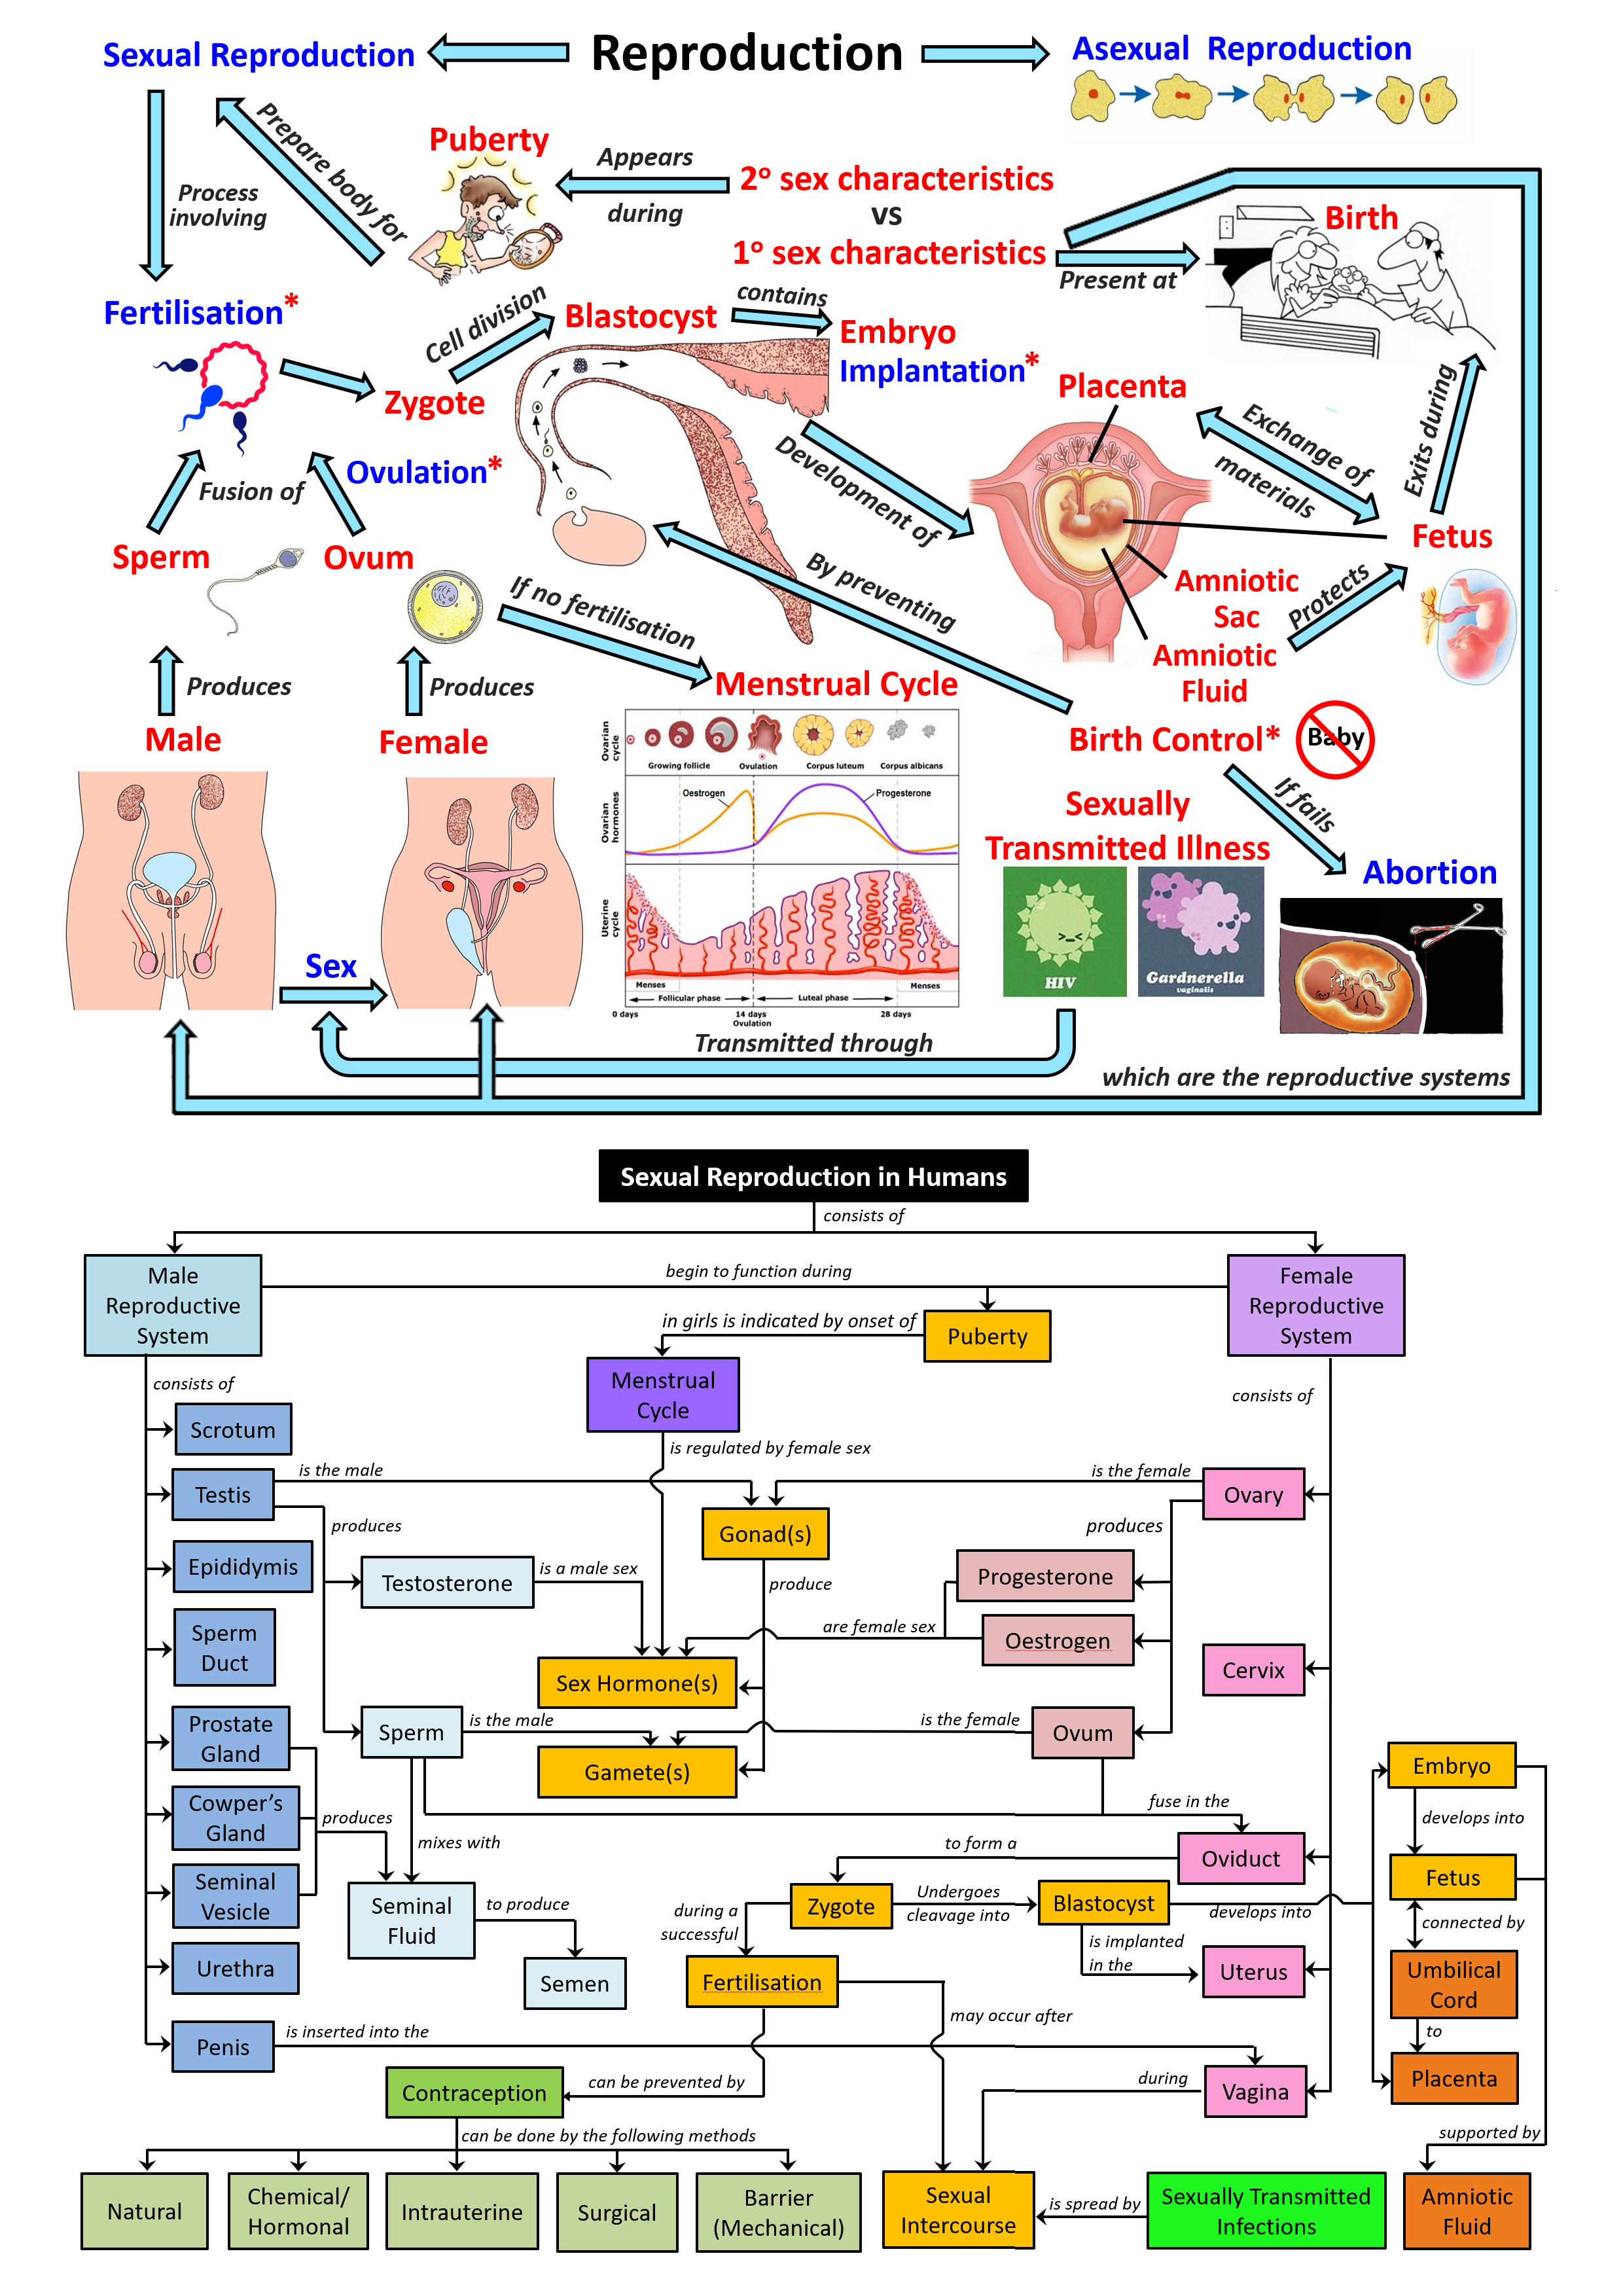 Sexual Reproduction
Reproduction
Asexual Reproduction
Process
involving
Prepare body for
Puberty
Appears
during
2o sex characteristics
vs
1o sex characteristics
Present at
Birth
Fertilisation*
Cell division
Blastocyst
contains
Embryo
Implantation*
Zygote
Placenta
Exchange of
materials
Exits during
Ovulation*
Fusion of
Development of
Sperm
Ovum
Fetus
If no fertilisation
By preventing
Amniotic
Sac
Protects
Amniotic
Fluid
Produces
Produces
Menstrual Cycle
Male
Female
Birth Control*
Baby
If fails
Ovarian
cycle
Growing follicle
Ovulation
Corpus luteum
Corpus albicans
Ovarian
hormones
Oestrogen
Progesterone
Uterine
cycle
Menses
Menses
Follicular phase
Luteal phase
0 days
14 days
Ovulation
28 days
Sexually
Transmitted Illness
HIV
Gardnerella
vaginalis
Abortion
Sex
Transmitted through
which are the reproductive systems
Sexual Reproduction in Humans
consists of
Male
Reproductive
System
begin to function during
Female
Reproductive
System
in girls is indicated by onset of
Puberty
Menstrual
Cycle
consists of
consists of
Scrotum
is regulated by female sex
Testis
is the male
is the female
Ovary
produces
Gonad(s)
produces
Epididymis
Testosterone
is a male sex
produce
Progesterone
Sperm
Duct
are female sex
Oestrogen
Sex Hormone(s)
Cervix
Prostate
Gland
Sperm
is the male
is the female
Ovum
Gamete(s)
Embryo
Cowper’s
Gland
produces
mixes with
fuse in the
develops into
to form a
Oviduct
Seminal
Vesicle
Seminal
Fluid
to produce
during a
successful
Zygote
Undergoes
cleavage into
Blastocyst
develops into
Fetus
connected by
is implanted
in the
Uterus
Urethra
Semen
Fertilisation
Umbilical
Cord
may occur after
to
Penis
is inserted into the
Contraception
can be prevented by
during
Vagina
Placenta
can be done by the following methods
supported by
Natural
Chemical/
Hormonal
Intrauterine
Surgical
Barrier
(Mechanical)
Sexual
Intercourse
is spread by
Sexually Transmitted
Infections
Amniotic
Fluid